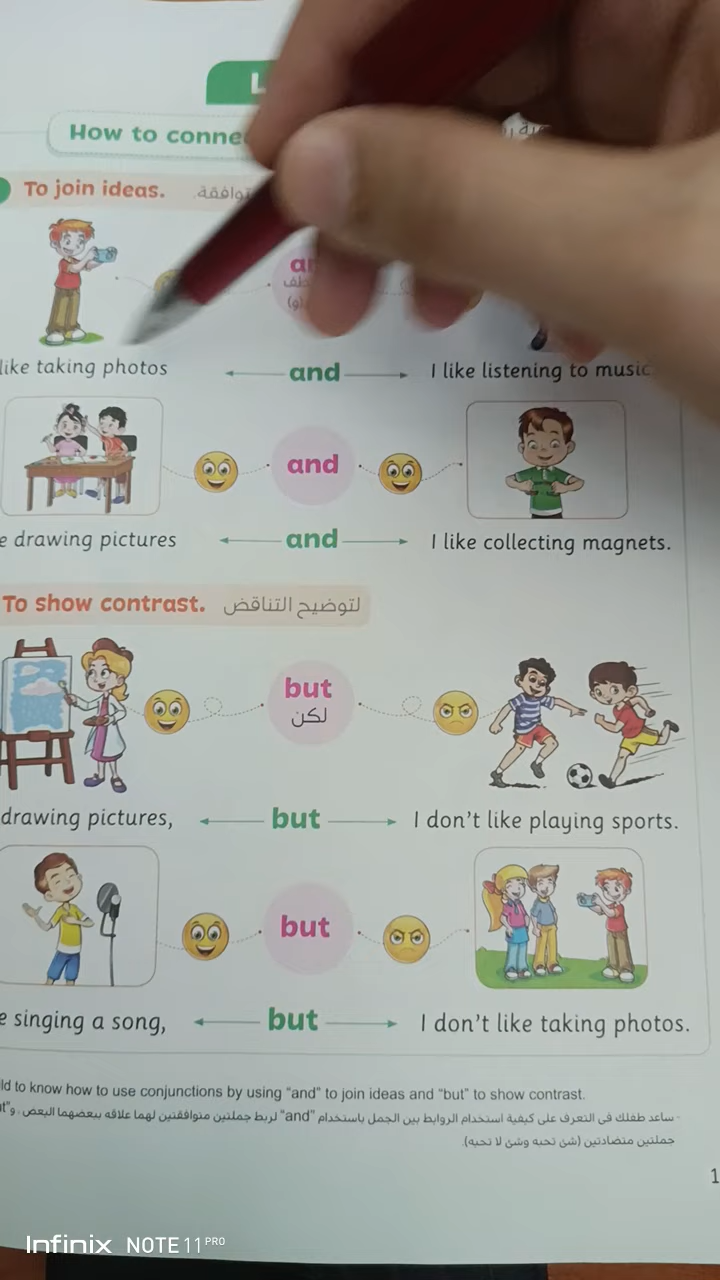 How to conne
To join ideas.
like taking photos and I like listening to music
and
e drawing pictures and I like collecting magnets.
To show contrast. لتوضيح التناقض
but
لكن
drawing pictures, but I don't like playing sports.
but
e singing a song, but I don't like taking photos.
ld to know how to use conjunctions by using "and" to join ideas and "but" to show contrast.
ساعد طفلك في التعرف على كيفية استخدام الروابط بين الجمل باستخدام "and" لربط جملتين متوافقتين لهما علاقه ببعضهما البعض
جملتين متضادتين (شئ تحبه وشئ لا تحبه).
1
Infinix NOTE 11 PRO